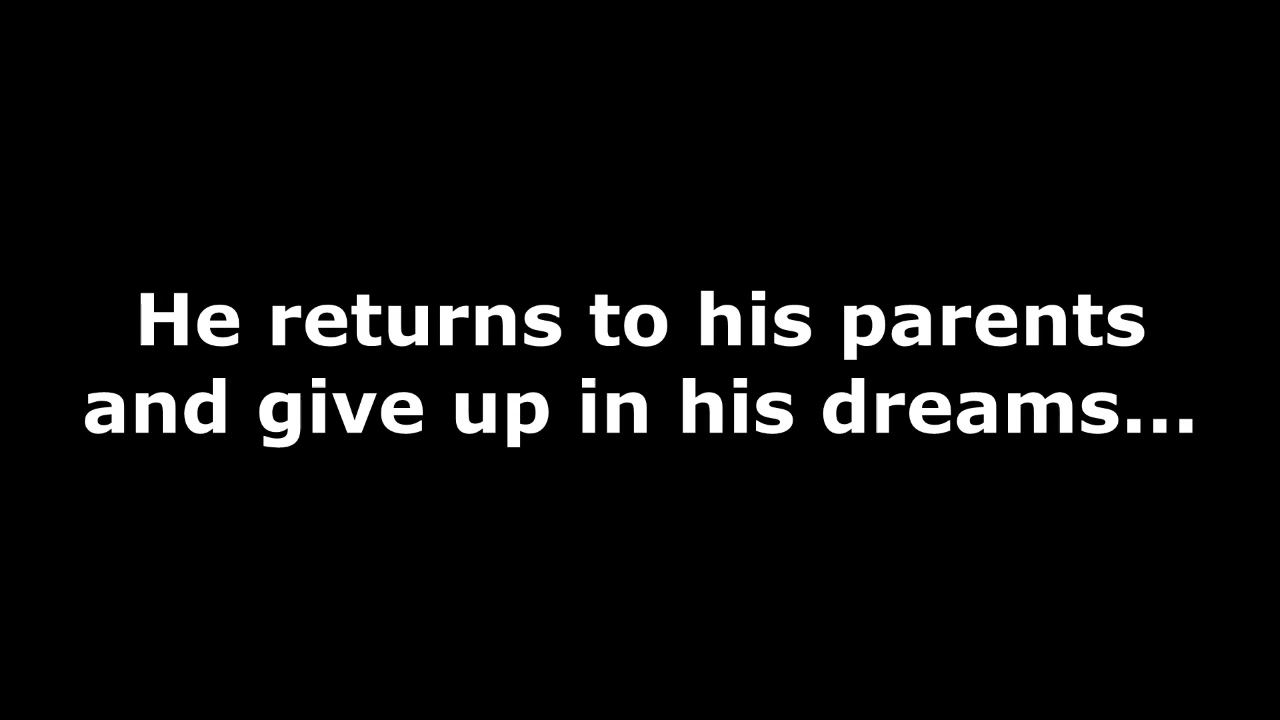 He returns to his parents
and give up in his dreams...